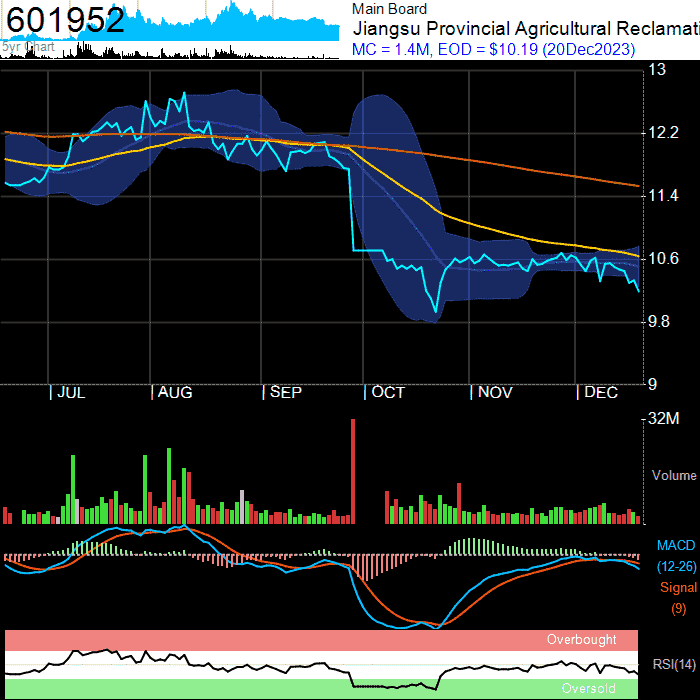 601952
5yr Chart
Main Board
Jiangsu Provincial Agricultural Reclamati
MC = 1.4M, EOD = $10.19 (20Dec2023)
13
12.2
11.4
10.6
9.8
9
JUL
AUG
SEP
OCT
NOV
DEC
32M
Volume
MACD
(12-26)
Signal
(9)
Overbought
RSI(14)
Oversold